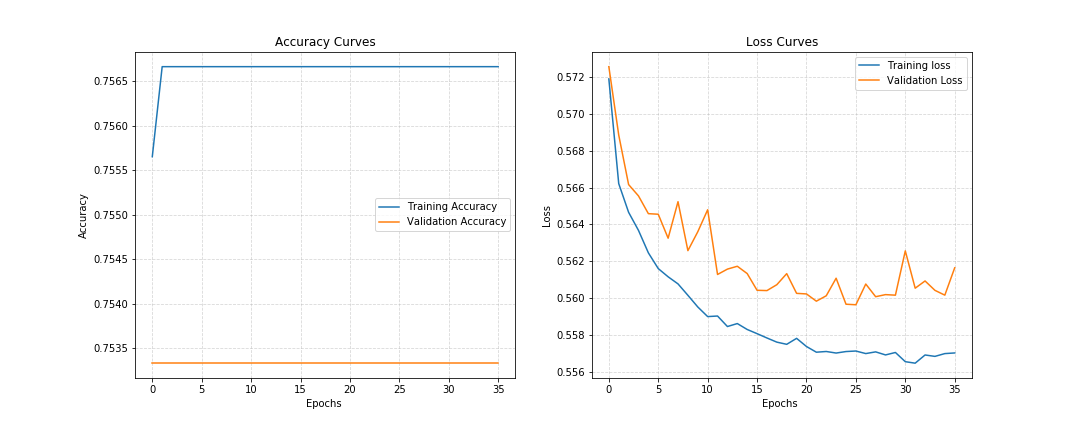 Accuracy Curves
0.7565
0.7560
0.7555
0.7550
0.7545
0.7540
0.7535
Accuracy
Training Accuracy
Validation Accuracy
0 5 10 15 20 25 30 35
Epochs
Loss Curves
0.572
0.570
0.568
0.566
0.564
0.562
0.560
0.558
0.556
Loss
Training loss
Validation Loss
0 5 10 15 20 25 30 35
Epochs